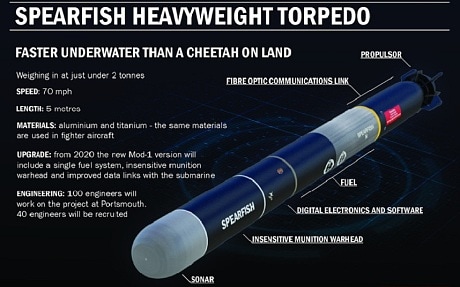 SPEARFISH HEAVYWEIGHT TORPEDO
FASTER UNDERWATER THAN A CHEETAH ON LAND
Weighing in at just under 2 tonnes
SPEED: 70 mph
LENGTH: 5 metres
MATERIALS: aluminium and titanium - the same materials
are used in fighter aircraft
UPGRADE: from 2020 the new Mod-1 version will
include a single fuel system, insensitive munition
warhead and improved data links with the submarine
ENGINEERING: 100 engineers will
work on the project at Portsmouth.
40 engineers will be recruited
PROPULSOR
FIBRE OPTIC COMMUNICATIONS LINK
FUEL
DIGITAL ELECTRONICS AND SOFTWARE
INSENSITIVE MUNITION WARHEAD
SONAR
SPEARFISH
SPEARFISH